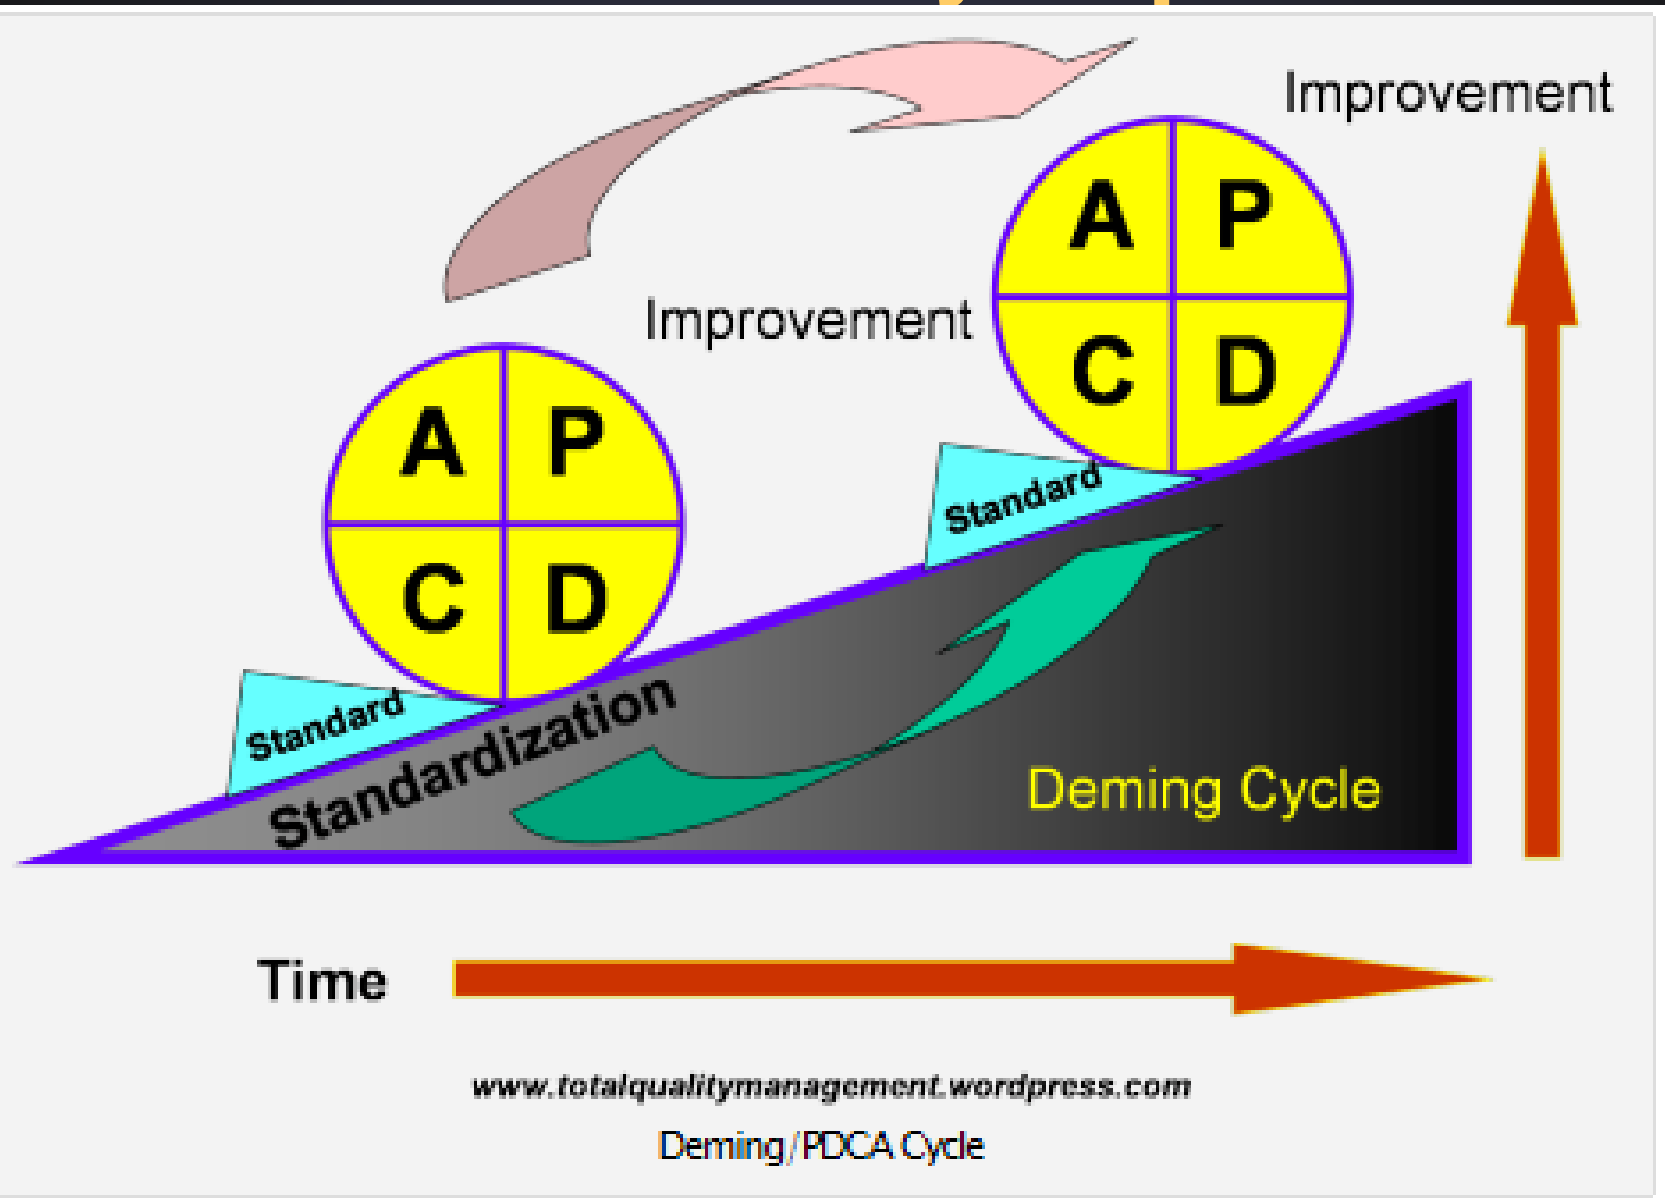 Improvement
A P
C D
Improvement
A P
C D
Standard
Standard
Standardization
Deming Cycle
Time
www.totalqualitymanagement.wordpress.com
Deming/PDCA Cycle